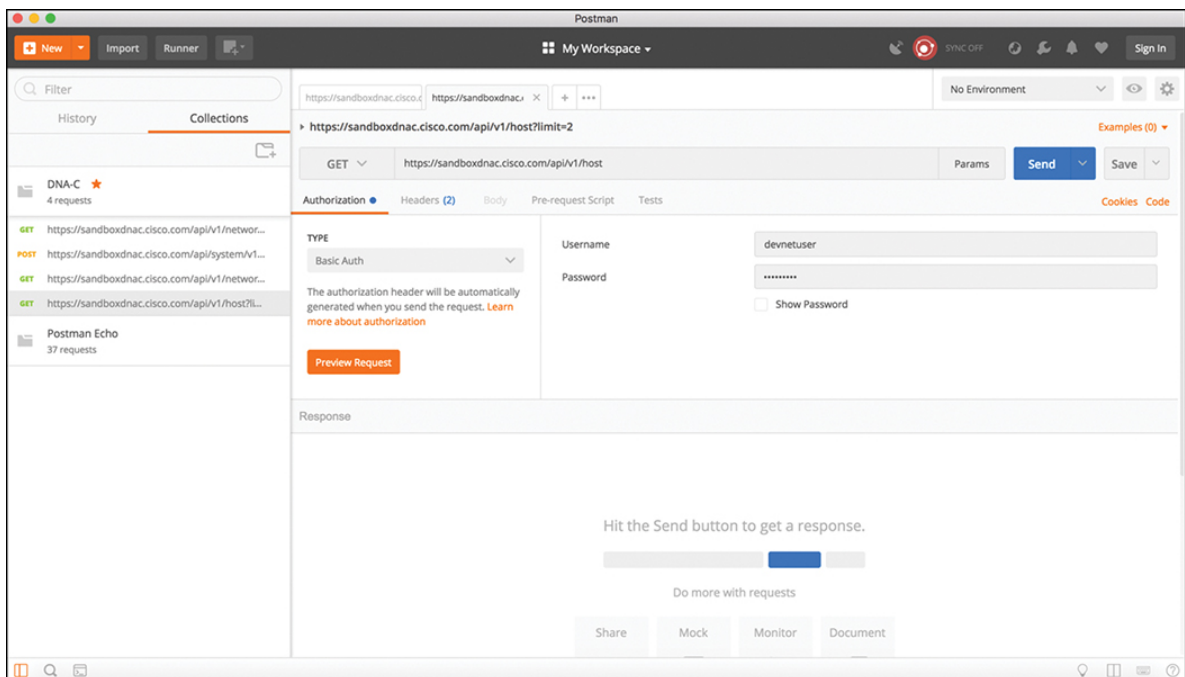 Postman
New
Import
Runner
My Workspace
SYNC OFF
Sign In
Filter
History
Collections
DNA-C
4 requests
GET https://sandboxdnac.cisco.com/api/v1/networ...
POST https://sandboxdnac.cisco.com/api/system/v1...
GET https://sandboxdnac.cisco.com/api/v1/networ...
GET https://sandboxdnac.cisco.com/api/v1/host?li...
Postman Echo
37 requests
https://sandboxdnac.cisco.c
https://sandboxdnac.
No Environment
https://sandboxdnac.cisco.com/api/v1/host?limit=2
Examples (0)
GET
https://sandboxdnac.cisco.com/api/v1/host
Params
Send
Save
Authorization
Headers (2)
Body
Pre-request Script
Tests
Cookies Code
TYPE
Basic Auth
The authorization header will be automatically
generated when you send the request. Learn
more about authorization
Preview Request
Username
devnetuser
Password
•••••••••
Show Password
Response
Hit the Send button to get a response.
Do more with requests
Share
Mock
Monitor
Document